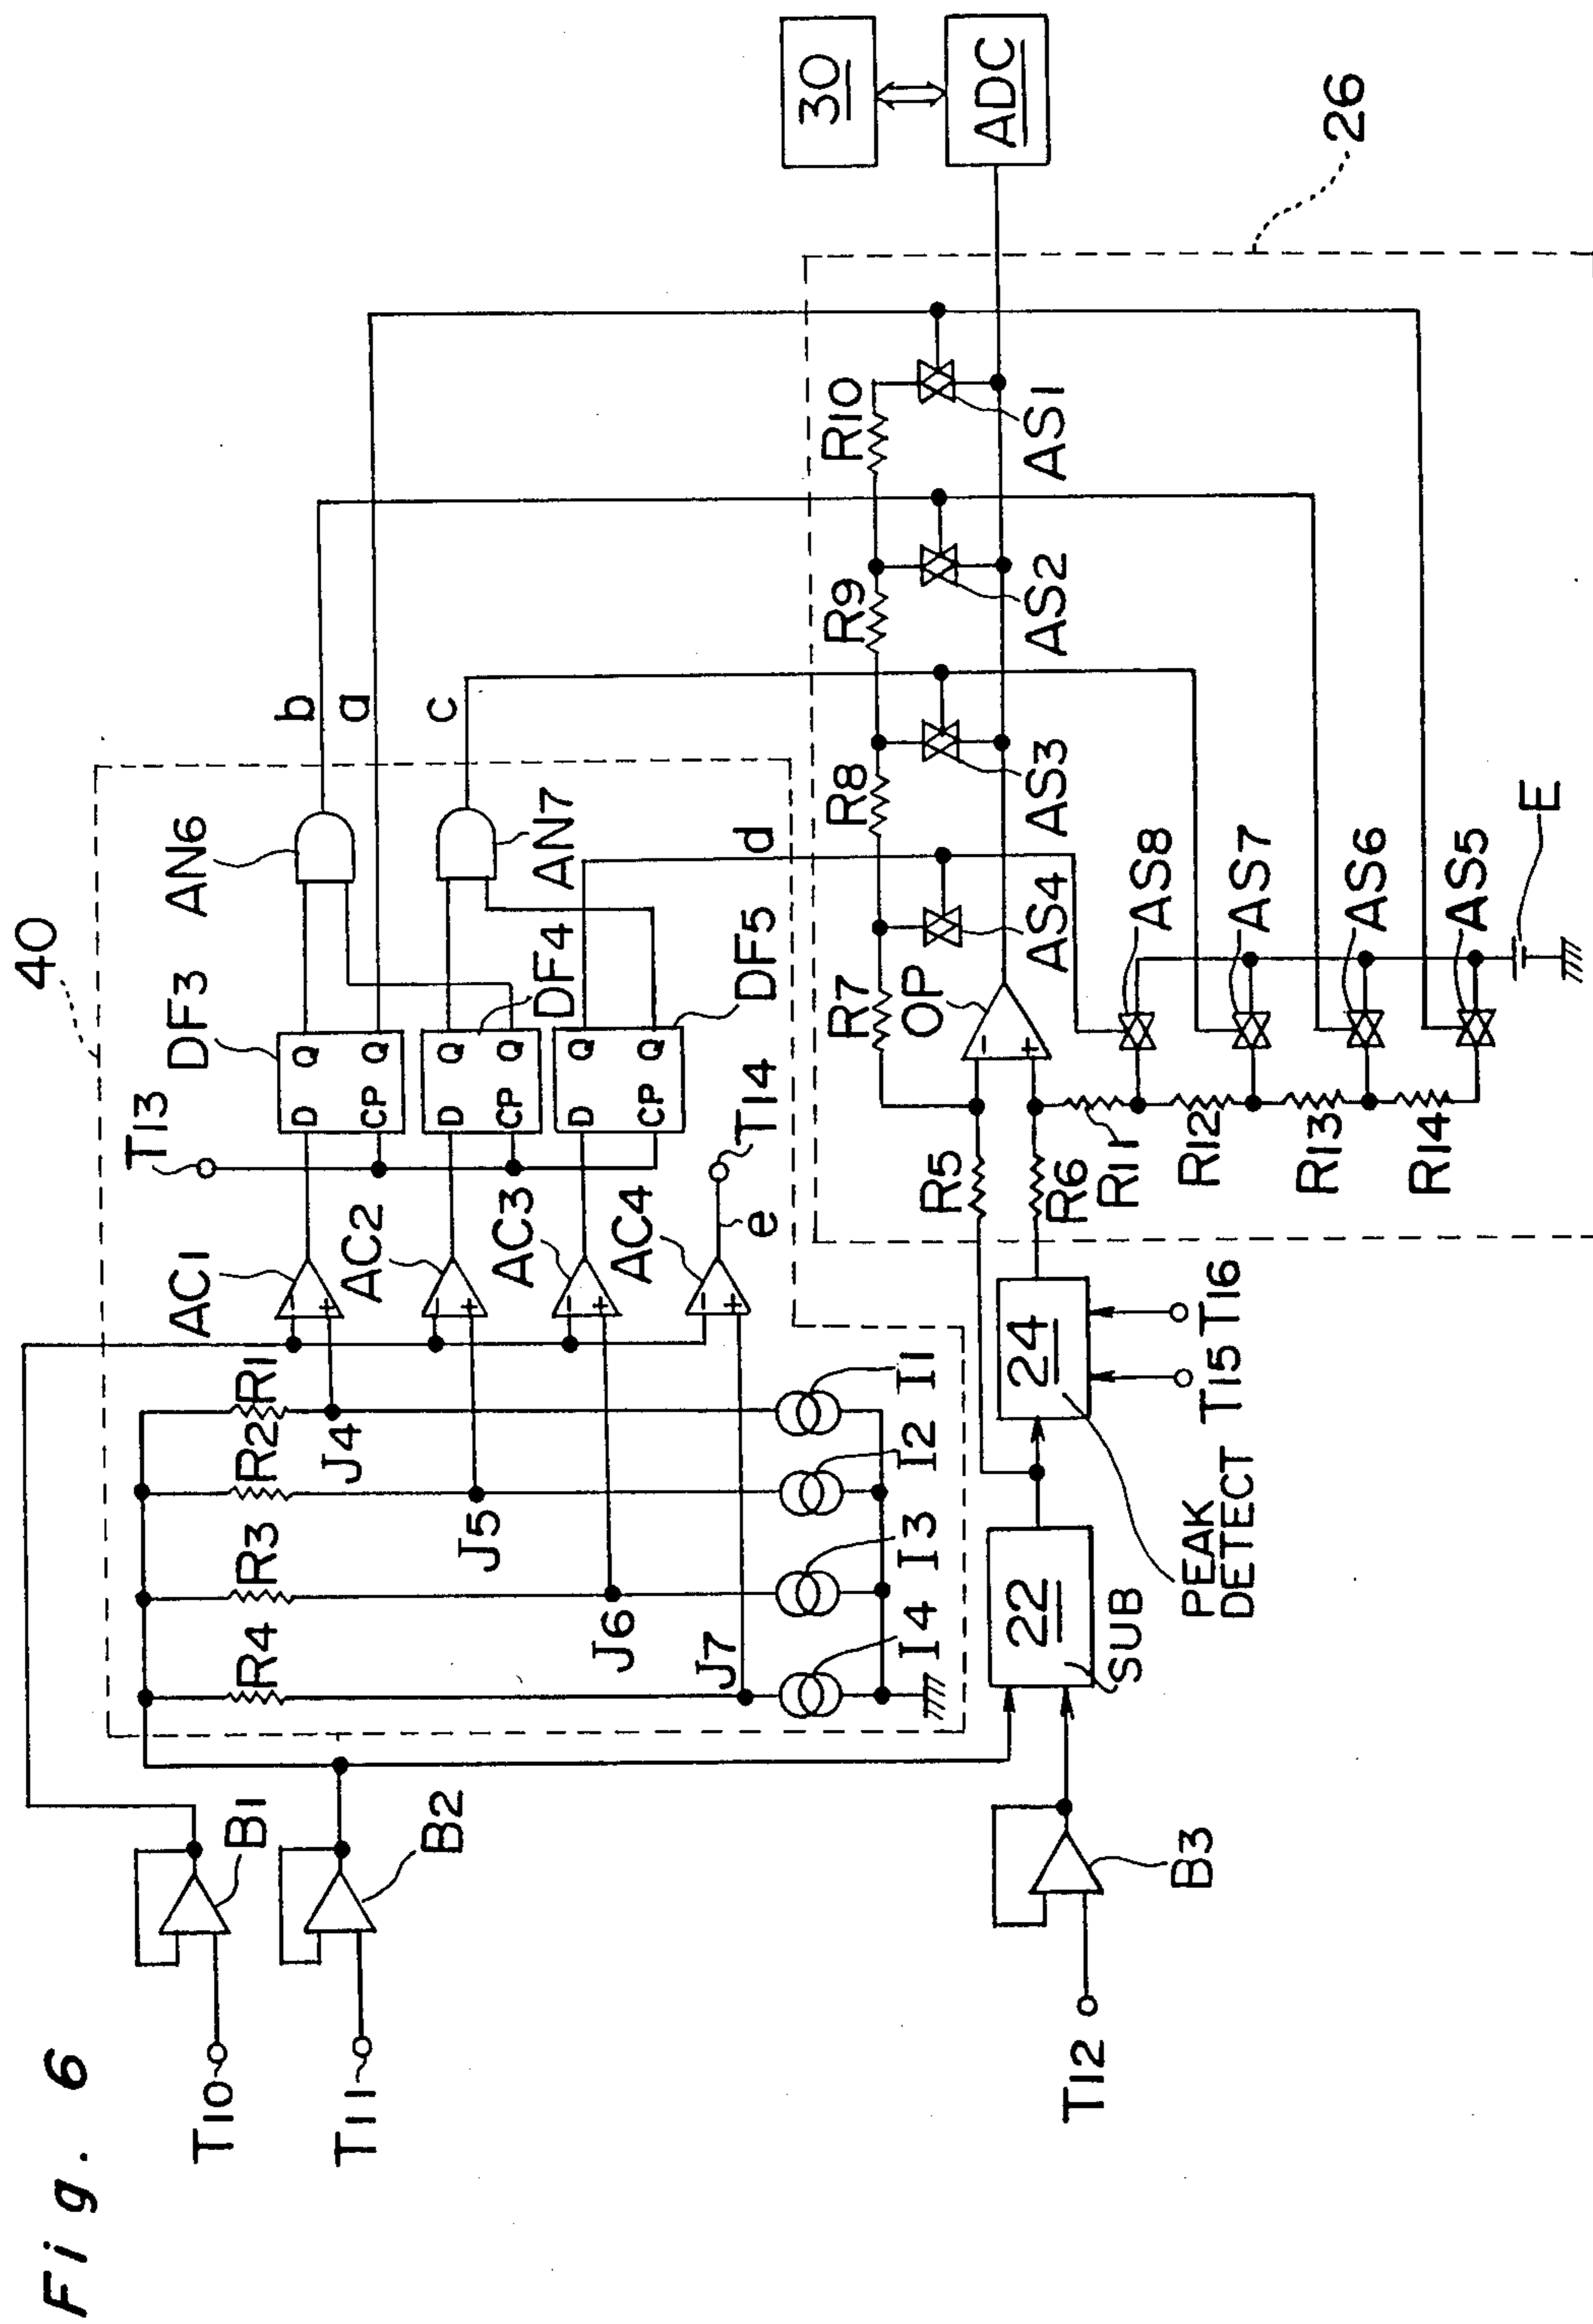 Fig. 6
T10
T11
B1
B2
40
R1
R2
R3
R4
J4
J5
J6
J7
I1
I2
I3
I4
AC1
AC2
AC3
AC4
-
+
-
+
-
+
-
+
T13
DF3
D Q
CP Q
DF4
D Q
CP Q
DF5
D Q
CP Q
e
T14
AN6
AN7
b
a
c
d
T12
B3
22
SUB
24
PEAK
DETECT
T15
T16
R5
R6
R7
R8
R9
R10
OP
-
+
AS4
AS3
AS2
AS1
R11
R12
R13
R14
AS8
AS7
AS6
AS5
E
26
30
ADC